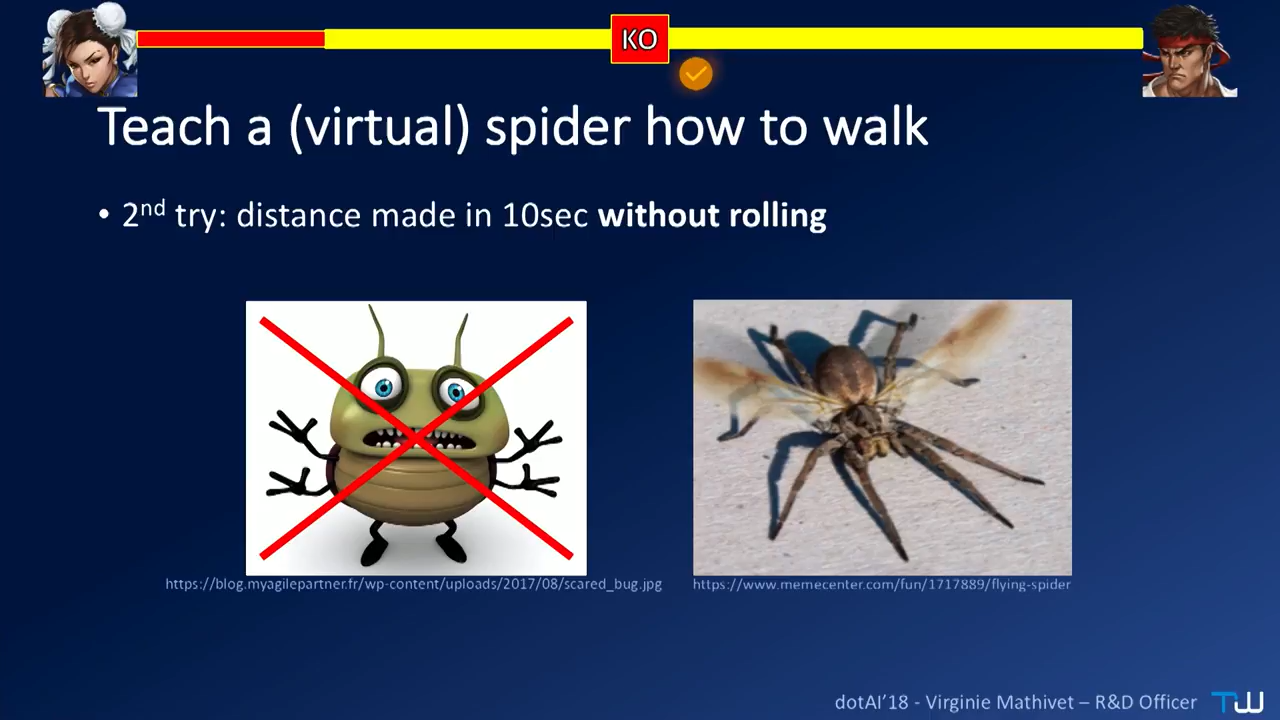 KO
Teach a (virtual) spider how to walk
• 2nd try: distance made in 10sec without rolling
https://blog.myagilepartner.fr/wp-content/uploads/2017/08/scared_bug.jpg
https://www.memecenter.com/fun/1717889/flying-spider
dotAI'18 - Virginie Mathivet – R&D Officer
TW